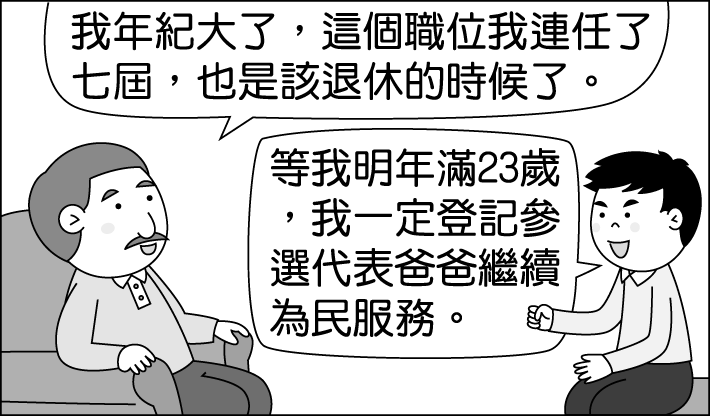 我年紀大了，這個職位我連任了
七屆，也是該退休的時候了。
等我明年滿23歲
，我一定登記參
選代表爸爸繼續
為民服務。